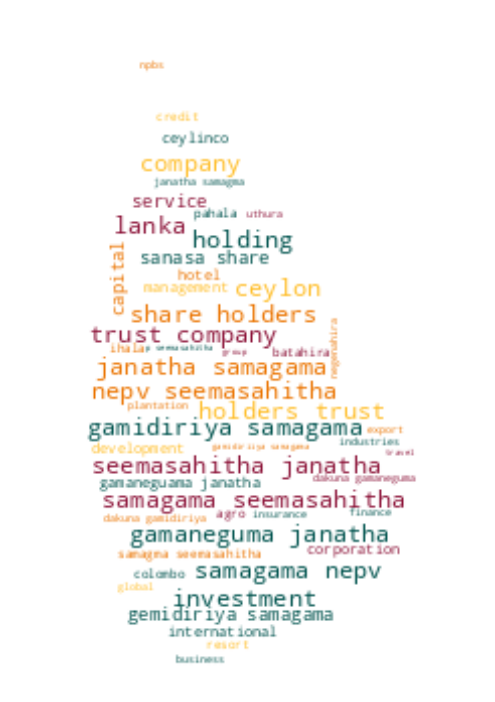 npbs
credit
ceylinco
company
janatha samagma
service
pahala uthura
lanka
holding
sanasa share
capital
hotel
management ceylon
share holders
trust company
negenahira
ihala p seemasahitha group batahira
janatha samagama
nepv seemasahitha
plantation holders trust
gamidiriya samagama export
industries
development gamidiriiya samagama travel
seemasahitha janatha
gamaneguama janatha dakuna gamaneguma
samagama seemasahitha
dakuna gamidiriya agro insurance finance
gamaneguma janatha
samagma seemasahitha corporation
colombo samagama nepv
global
investment
gemidiriya samagama
international
resort
business